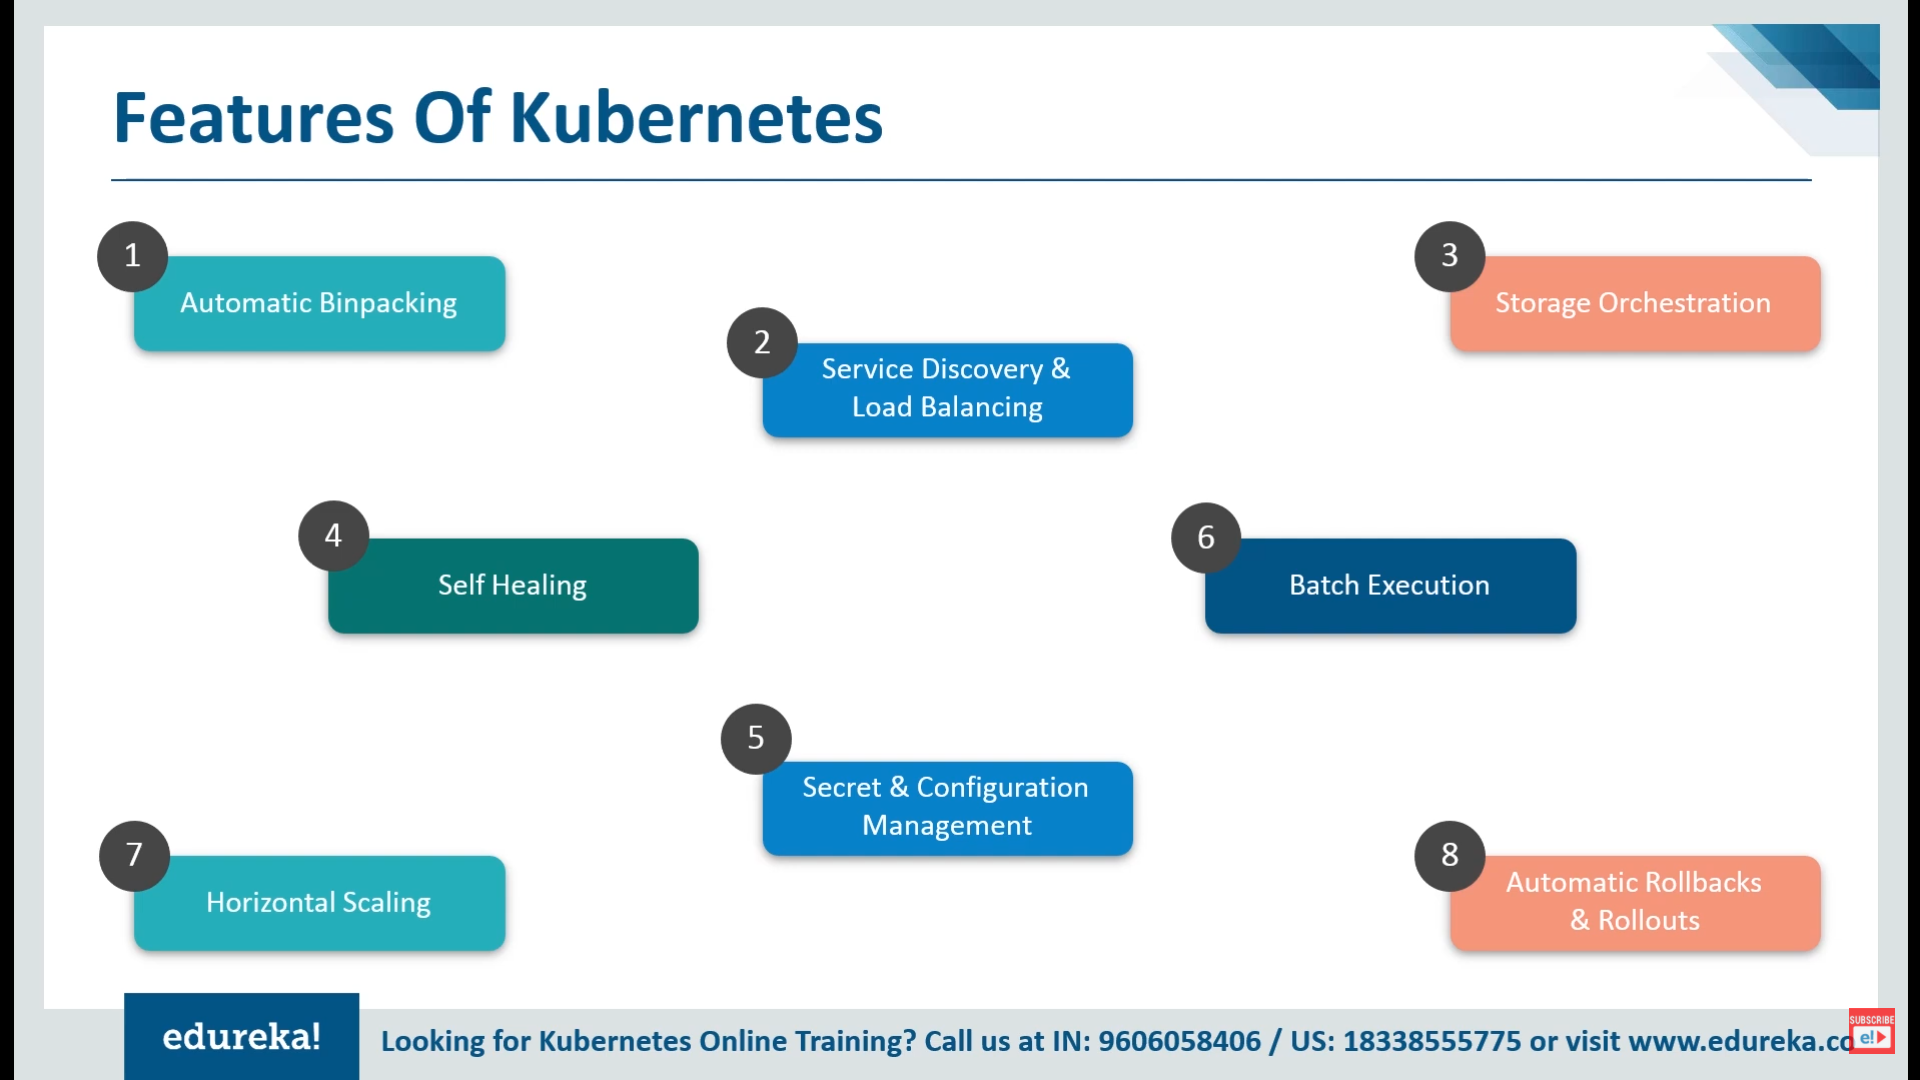 Features Of Kubernetes
1
Automatic Binpacking
2
Service Discovery &
Load Balancing
3
Storage Orchestration
4
Self Healing
6
Batch Execution
5
Secret & Configuration
Management
7
Horizontal Scaling
8
Automatic Rollbacks
& Rollouts
edureka!
Looking for Kubernetes Online Training? Call us at IN: 9606058406 / US: 18338555775 or visit www.edureka.co
SUBSCRIBE
e!